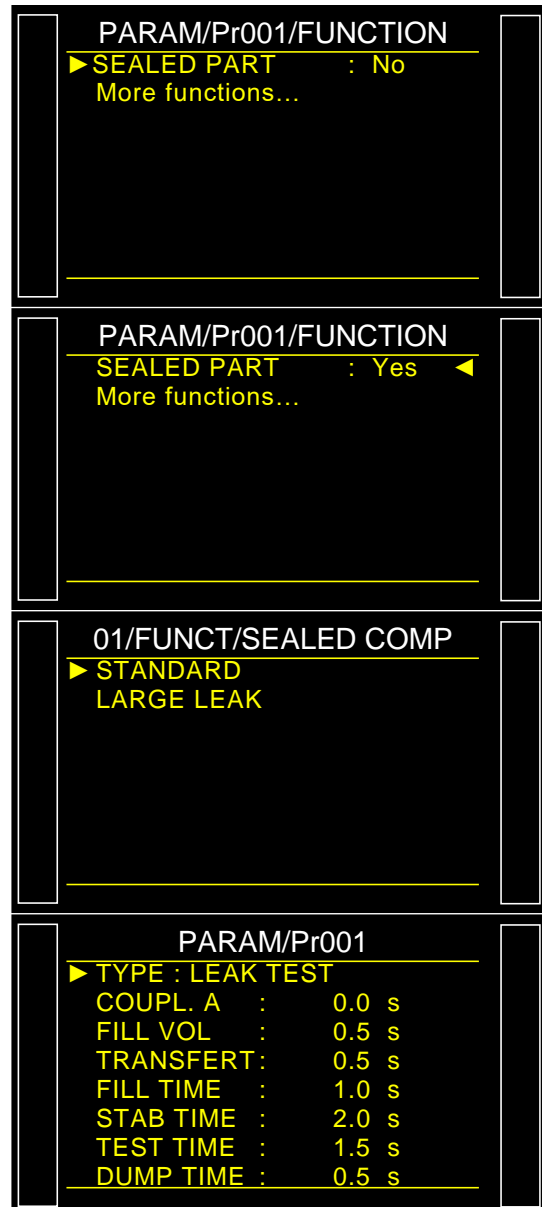 PARAM/Pr001/FUNCTION
►SEALED PART : No
More functions...
PARAM/Pr001/FUNCTION
SEALED PART : Yes ◄
More functions...
01/FUNCT/SEALED COMP
► STANDARD
LARGE LEAK
PARAM/Pr001
► TYPE : LEAK TEST
COUPL. A : 0.0 s
FILL VOL : 0.5 s
TRANSFERT : 0.5 s
FILL TIME : 1.0 s
STAB TIME : 2.0 s
TEST TIME : 1.5 s
DUMP TIME : 0.5 s